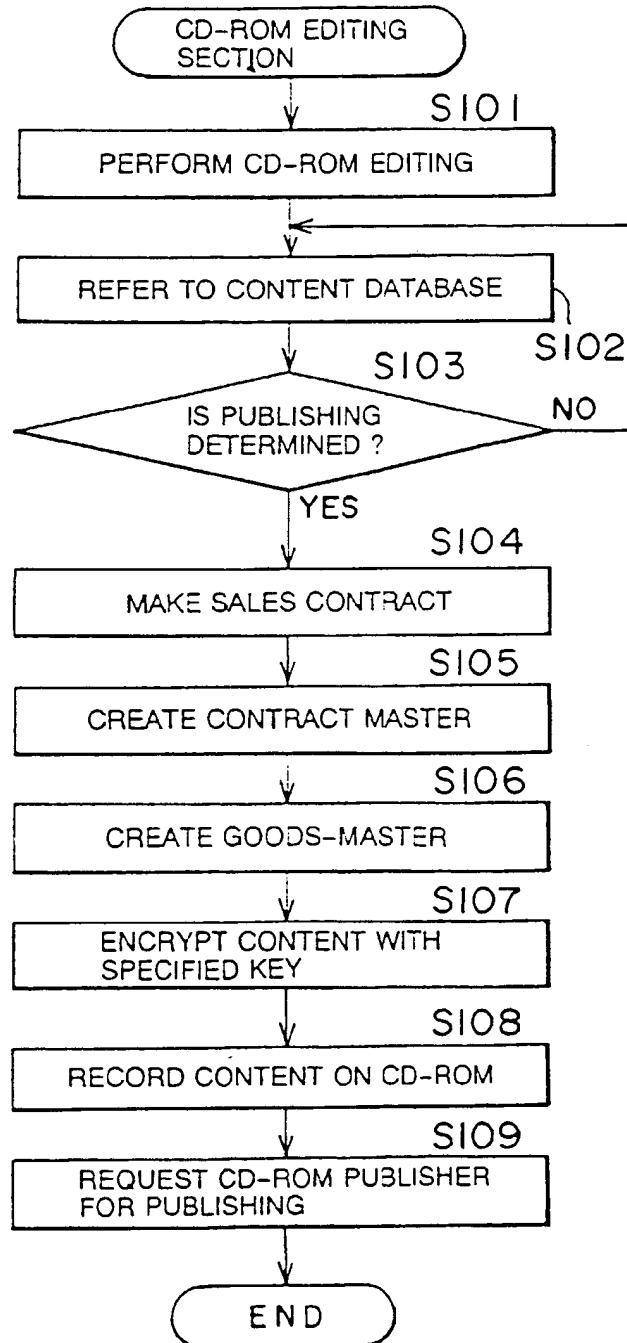 CD-ROM EDITING
SECTION
S101
PERFORM CD-ROM EDITING
REFER TO CONTENT DATABASE
S102
S103
IS PUBLISHING
DETERMINED ?
NO
YES
S104
MAKE SALES CONTRACT
S105
CREATE CONTRACT MASTER
S106
CREATE GOODS-MASTER
S107
ENCRYPT CONTENT WITH
SPECIFIED KEY
S108
RECORD CONTENT ON CD-ROM
S109
REQUEST CD-ROM PUBLISHER
FOR PUBLISHING
END